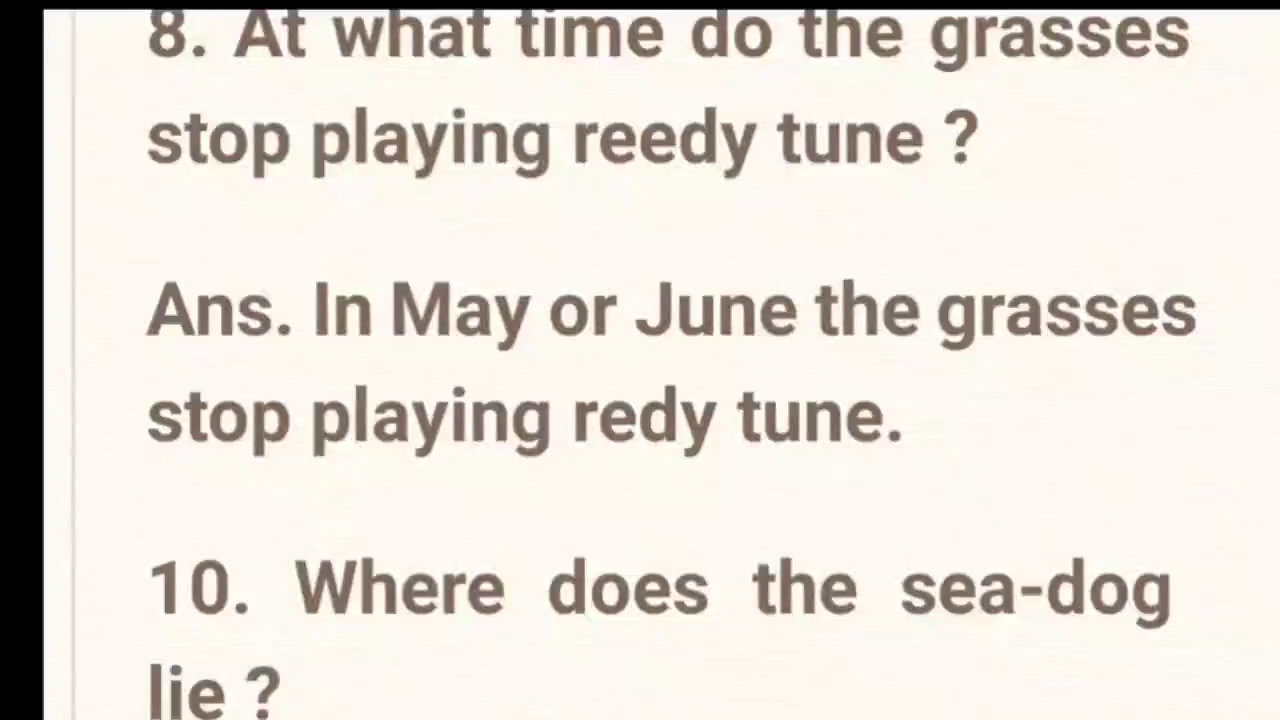 8. At what time do the grasses
stop playing reedy tune ?
Ans. In May or June the grasses
stop playing redy tune.
10. Where does the sea-dog
lie ?